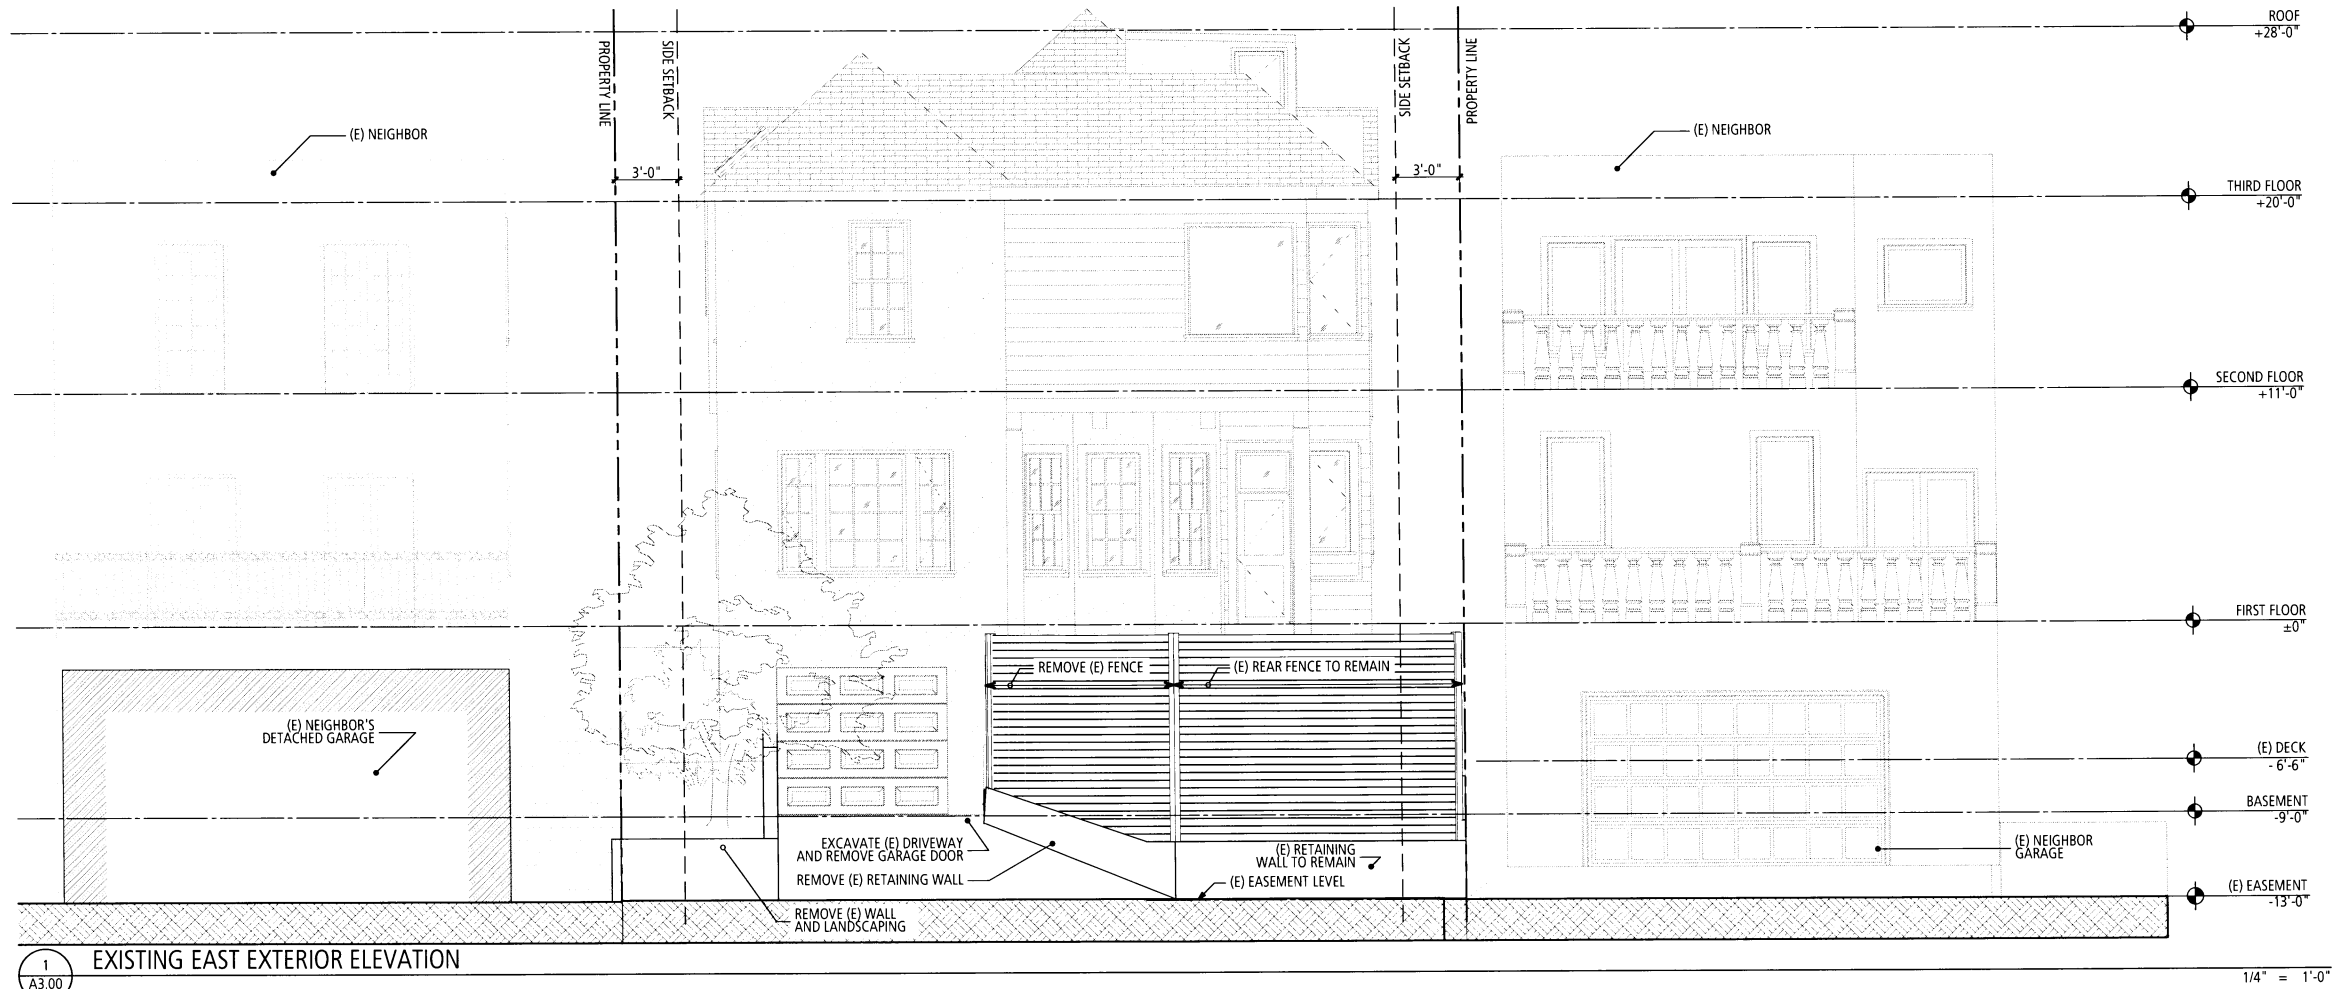 ROOF
+28'-0"
PROPERTY LINE
SIDE SETBACK
SIDE SETBACK
PROPERTY LINE
(E) NEIGHBOR
(E) NEIGHBOR
3'-0"
3'-0"
THIRD FLOOR
+20'-0"
SECOND FLOOR
+11'-0"
FIRST FLOOR
±0"
REMOVE (E) FENCE
(E) REAR FENCE TO REMAIN
(E) NEIGHBOR'S
DETACHED GARAGE
(E) DECK
- 6'-6"
BASEMENT
-9'-0"
EXCAVATE (E) DRIVEWAY
AND REMOVE GARAGE DOOR
(E) RETAINING
WALL TO REMAIN
(E) NEIGHBOR
GARAGE
REMOVE (E) RETAINING WALL
(E) EASEMENT LEVEL
(E) EASEMENT
-13'-0"
REMOVE (E) WALL
AND LANDSCAPING
1
A3.00
EXISTING EAST EXTERIOR ELEVATION
1/4" = 1'-0"